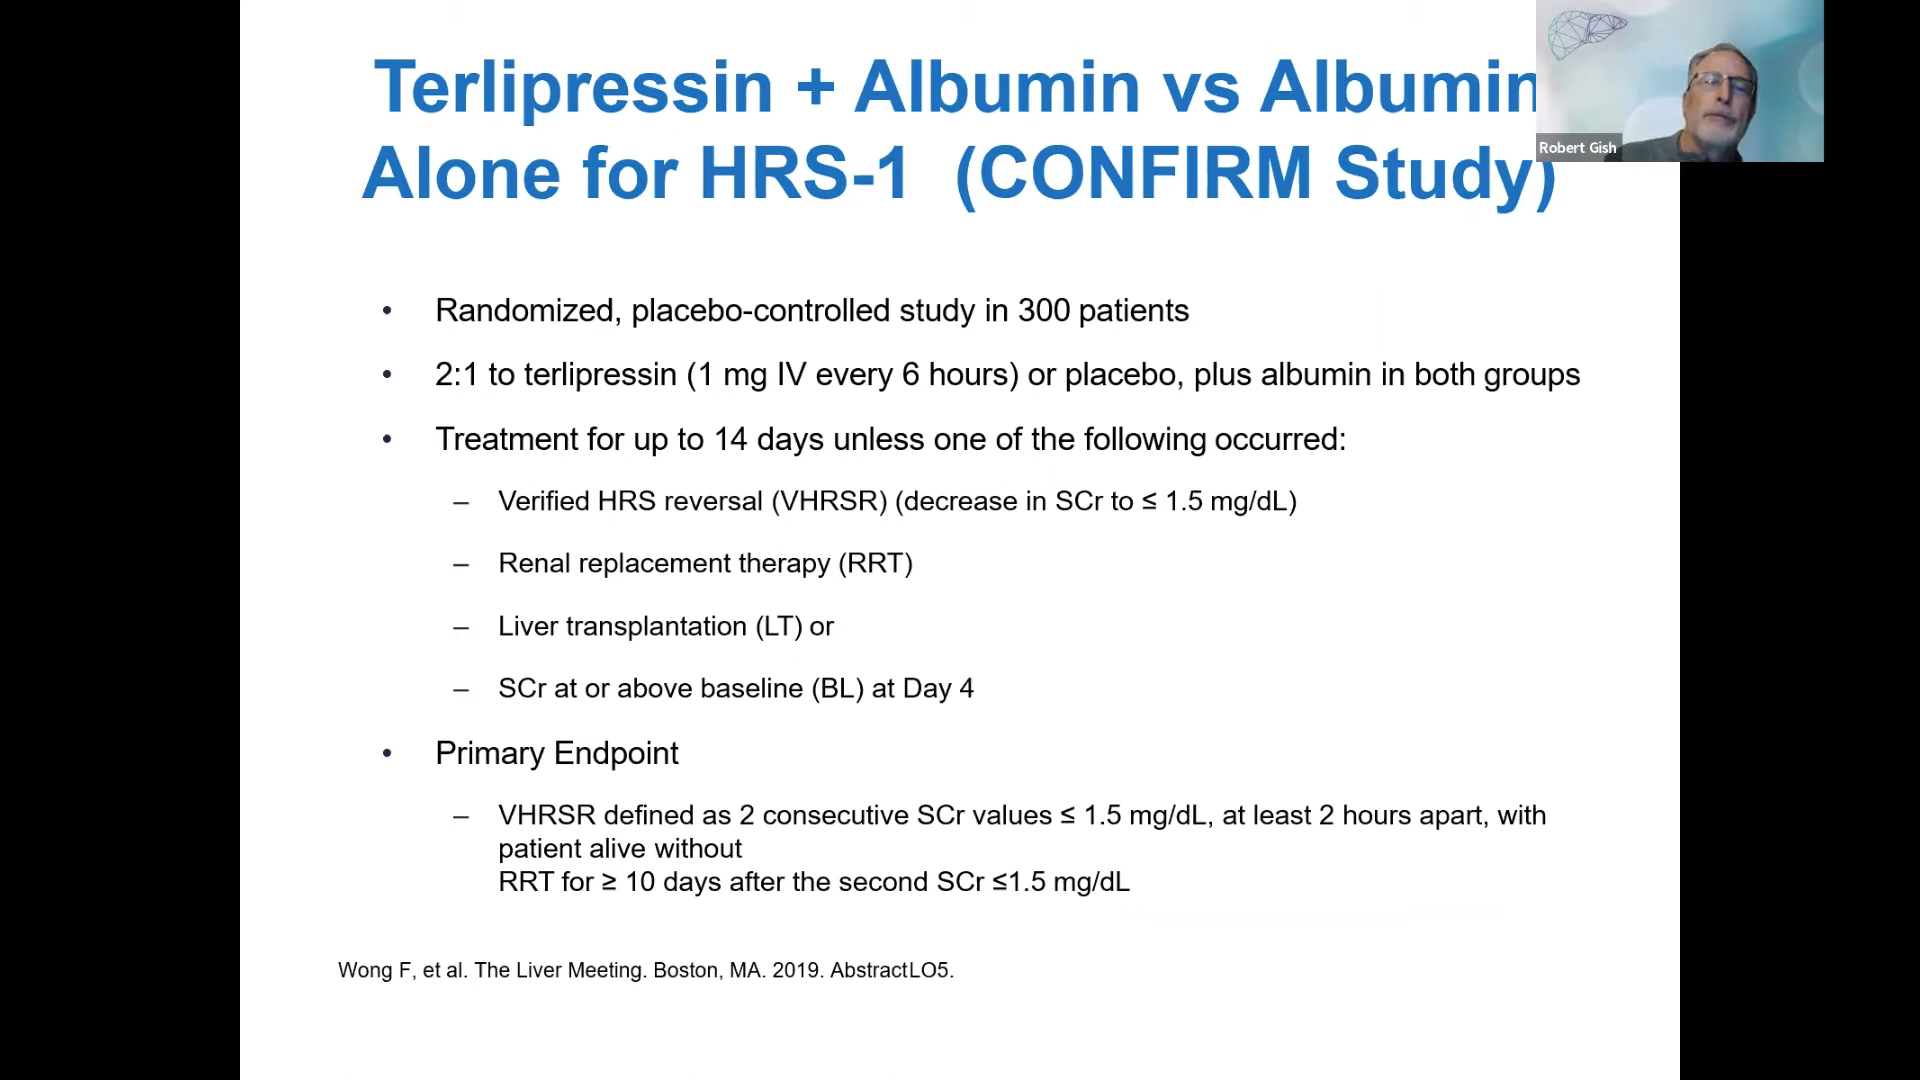 Terlipressin + Albumin vs Albumin
Alone for HRS-1 (CONFIRM Study)
Robert Gish
• Randomized, placebo-controlled study in 300 patients
• 2:1 to terlipressin (1 mg IV every 6 hours) or placebo, plus albumin in both groups
• Treatment for up to 14 days unless one of the following occurred:
– Verified HRS reversal (VHRSR) (decrease in SCr to ≤ 1.5 mg/dL)
– Renal replacement therapy (RRT)
– Liver transplantation (LT) or
– SCr at or above baseline (BL) at Day 4
• Primary Endpoint
– VHRSR defined as 2 consecutive SCr values ≤ 1.5 mg/dL, at least 2 hours apart, with
patient alive without
RRT for ≥ 10 days after the second SCr ≤1.5 mg/dL
Wong F, et al. The Liver Meeting. Boston, MA. 2019. AbstractLO5.